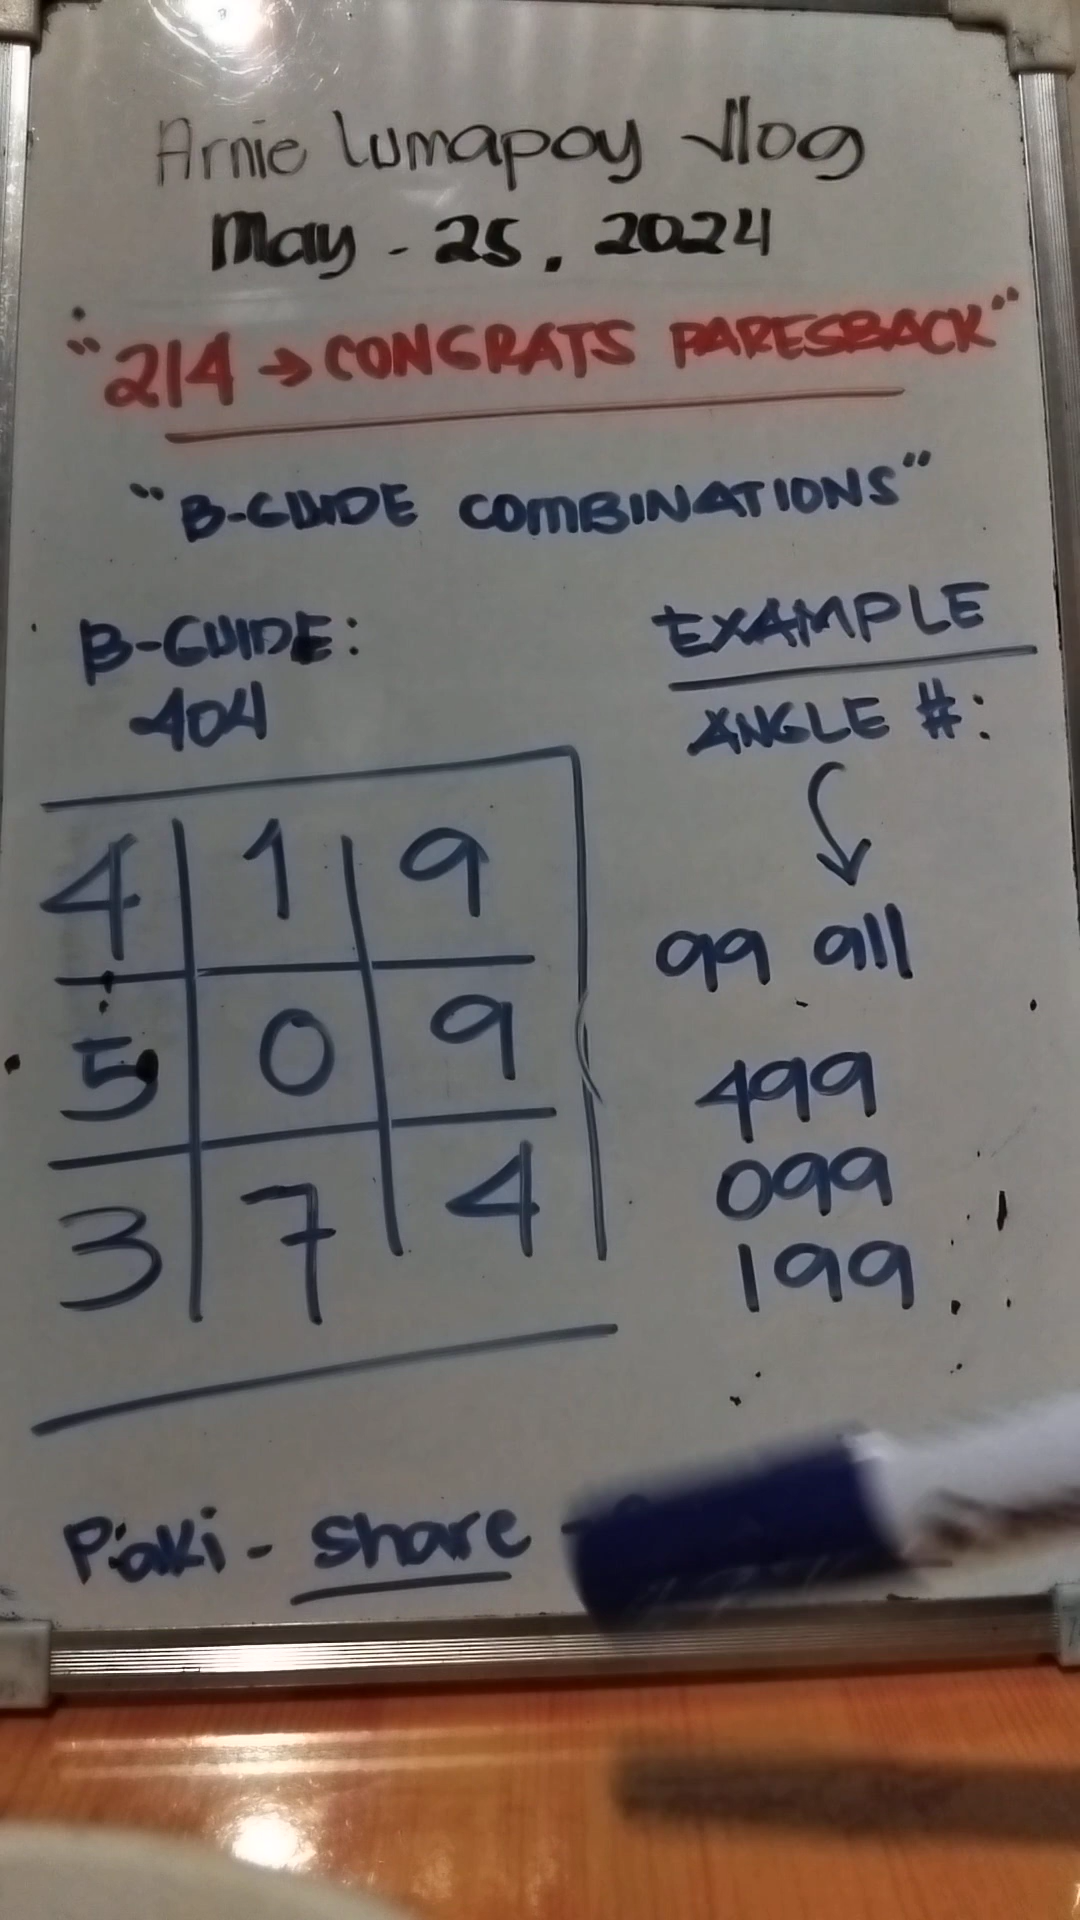 Arnie Lumapoy Vlog
May - 25, 2024
"214 → CONGRATS PARESBACK"
"B-GUIDE COMBINATIONS"
B-GUIDE:
404
4 1 9
5 0 9
3 7 4
EXAMPLE
ANGLE #:
99 all
499
099
199
Paki - share